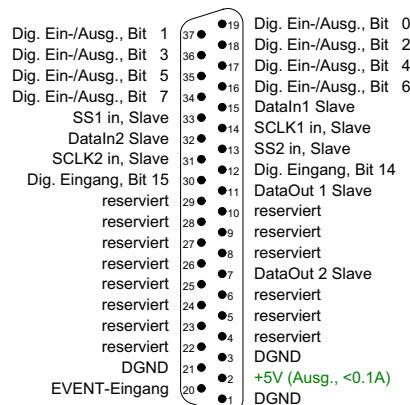 Dig. Ein-/Ausg., Bit 1 37
Dig. Ein-/Ausg., Bit 3 36
Dig. Ein-/Ausg., Bit 5 35
Dig. Ein-/Ausg., Bit 7 34
SS1 in, Slave 33
DataIn2 Slave 32
SCLK2 in, Slave 31
Dig. Eingang, Bit 15 30
reserviert 29
reserviert 28
reserviert 27
reserviert 26
reserviert 25
reserviert 24
reserviert 23
reserviert 22
DGND 21
EVENT-Eingang 20
19 Dig. Ein-/Ausg., Bit 0
18 Dig. Ein-/Ausg., Bit 2
17 Dig. Ein-/Ausg., Bit 4
16 Dig. Ein-/Ausg., Bit 6
15 DataIn1 Slave
14 SCLK1 in, Slave
13 SS2 in, Slave
12 Dig. Eingang, Bit 14
11 DataOut 1 Slave
10 reserviert
9 reserviert
8 reserviert
7 DataOut 2 Slave
6 reserviert
5 reserviert
4 reserviert
3 DGND
2 +5V (Ausg., <0.1A)
1 DGND